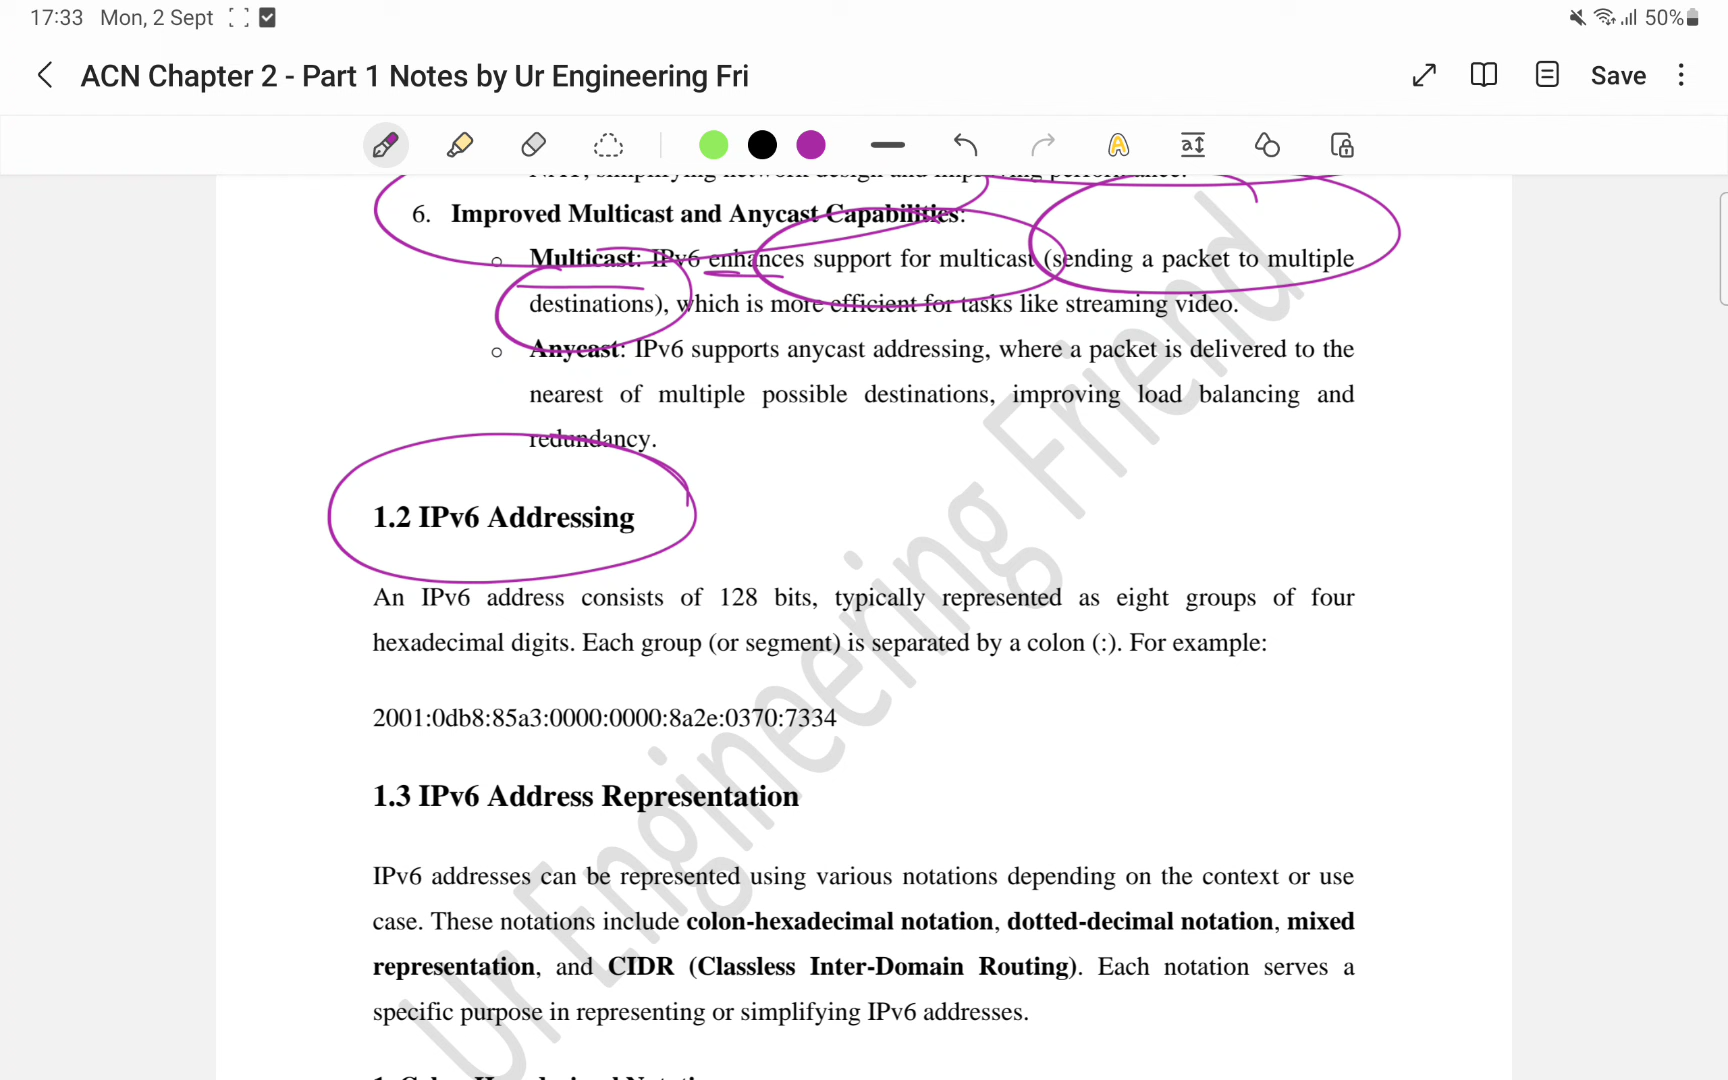 17:33 Mon, 2 Sept 50%
ACN Chapter 2 - Part 1 Notes by Ur Engineering Fri
Save
NAT, simplifying network design and improving performance.
6. Improved Multicast and Anycast Capabilities:
o Multicast: IPv6 enhances support for multicast (sending a packet to multiple
destinations), which is more efficient for tasks like streaming video.
o Anycast: IPv6 supports anycast addressing, where a packet is delivered to the
nearest of multiple possible destinations, improving load balancing and
redundancy.
1.2 IPv6 Addressing
An IPv6 address consists of 128 bits, typically represented as eight groups of four
hexadecimal digits. Each group (or segment) is separated by a colon (:). For example:
2001:0db8:85a3:0000:0000:8a2e:0370:7334
1.3 IPv6 Address Representation
IPv6 addresses can be represented using various notations depending on the context or use
case. These notations include colon-hexadecimal notation, dotted-decimal notation, mixed
representation, and CIDR (Classless Inter-Domain Routing). Each notation serves a
specific purpose in representing or simplifying IPv6 addresses.
Ur Engineering Friend